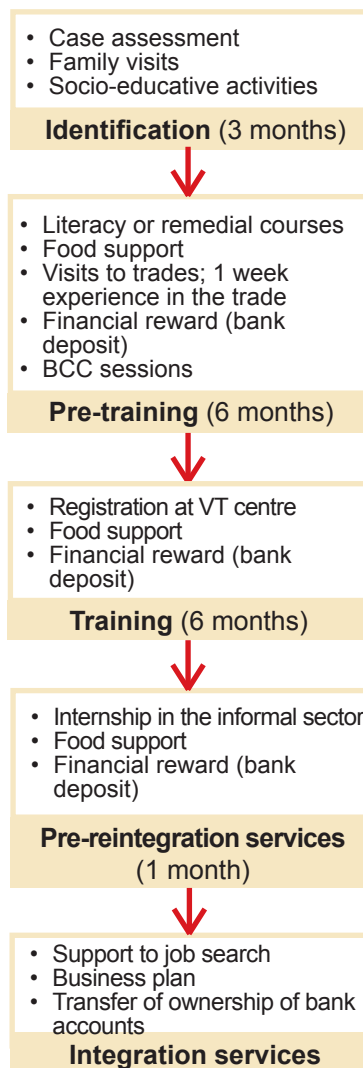 • Case assessment
• Family visits
• Socio-educative activities
Identification (3 months)
• Literacy or remedial courses
• Food support
• Visits to trades; 1 week
experience in the trade
• Financial reward (bank
deposit)
• BCC sessions
Pre-training (6 months)
• Registration at VT centre
• Food support
• Financial reward (bank
deposit)
Training (6 months)
• Internship in the informal sector
• Food support
• Financial reward (bank
deposit)
Pre-reintegration services
(1 month)
• Support to job search
• Business plan
• Transfer of ownership of bank
accounts
Integration services